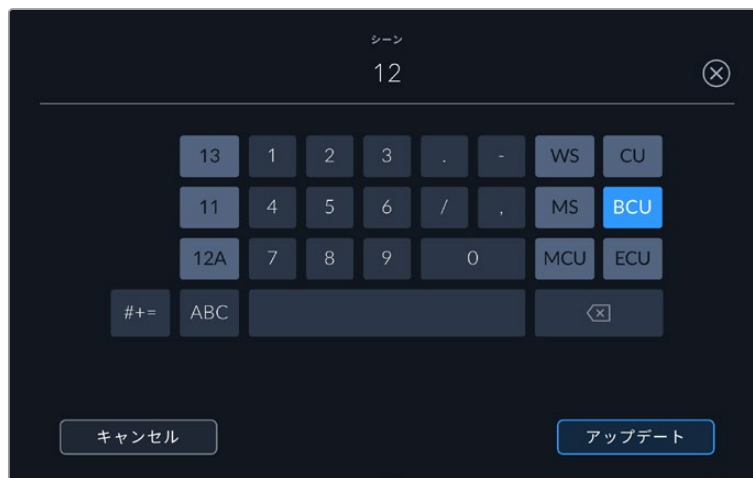 シーン
12
13 1 2 3 . - WS CU
11 4 5 6 / , MS BCU
12A 7 8 9 0 MCU ECU
#+= ABC
キャンセル アップデート